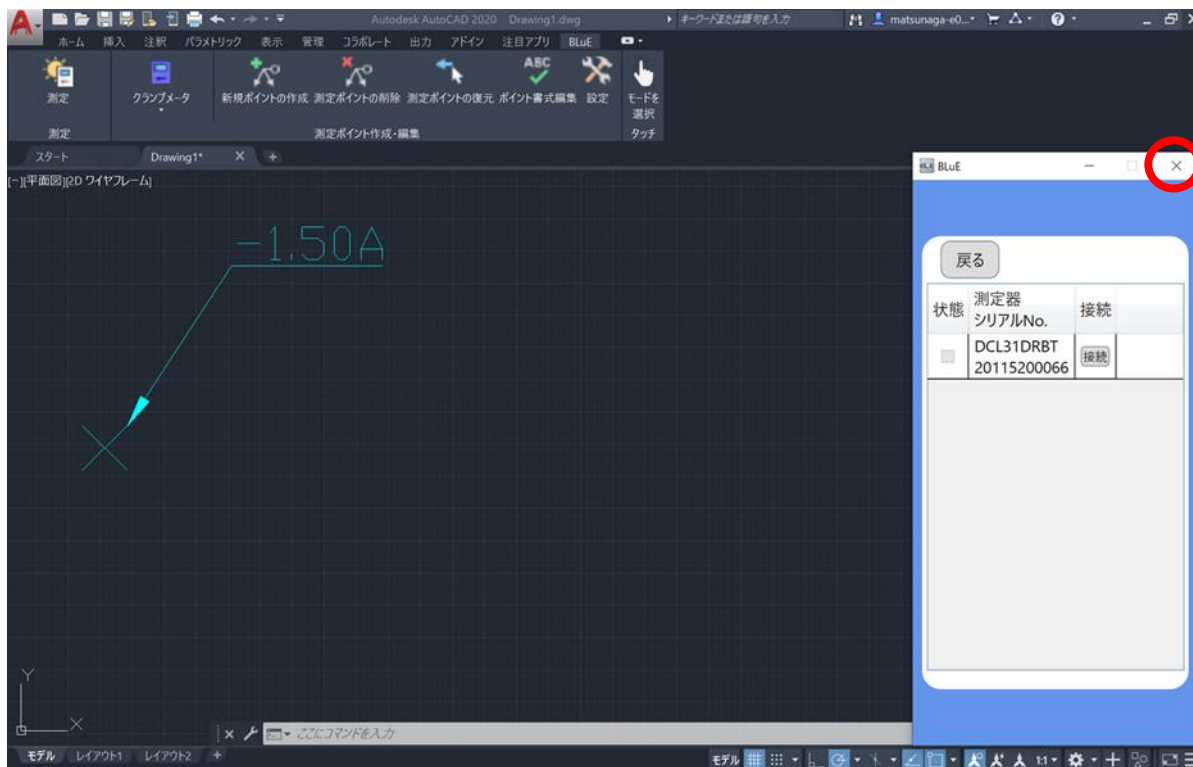 Autodesk AutoCAD 2020 Drawing1.dwg
キーワードまたは語句を入力
matsunaga-e0...
ホーム 挿入 注釈 パラメトリック 表示 管理 コラボレート 出力 アドイン 注目アプリ BLuE
ABC
測定 クランプメータ 新規ポイントの作成 測定ポイントの削除 測定ポイントの復元 ポイント書式編集 設定 モードを
選択
測定 測定ポイント作成・編集 タッチ
スタート Drawing1* +
[−][平面図][2D ワイヤフレーム]
-1.50A
BLuE
戻る
状態 測定器
シリアルNo. 接続
DCL31DRBT
20115200066 接続
Y
X
ここにコマンドを入力
モデル レイアウト1 レイアウト2 +
モデル 1:1